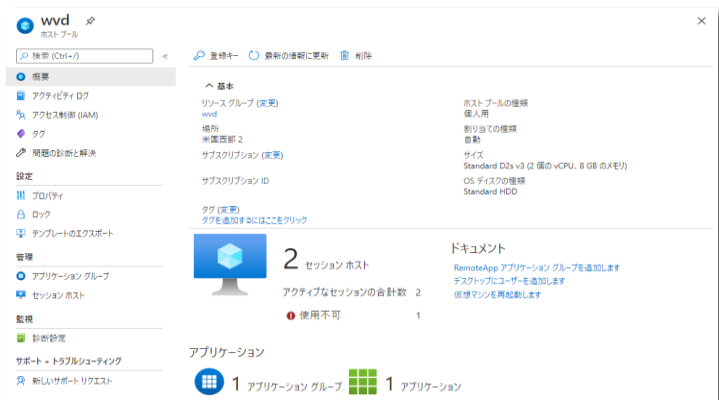 wvd
ホスト プール
検索 (Ctrl+/)
概要
アクティビティ ログ
アクセス制御 (IAM)
タグ
問題の診断と解決
設定
プロパティ
ロック
テンプレートのエクスポート
管理
アプリケーション グループ
セッション ホスト
監視
診断設定
サポート + トラブルシューティング
新しいサポート リクエスト
登録キー 最新の情報に更新 削除
基本
リソース グループ (変更)
wvd
場所
米国西部 2
サブスクリプション (変更)
サブスクリプション ID
タグ (変更)
タグを追加するにはここをクリック
ホスト プールの種類
個人用
割り当ての種類
自動
サイズ
Standard D2s v3 (2 個の vCPU、8 GB のメモリ)
OS ディスクの種類
Standard HDD
2 セッション ホスト
アクティブなセッションの合計数 2
使用不可 1
ドキュメント
RemoteApp アプリケーション グループを追加します
デスクトップにユーザーを追加します
仮想マシンを再起動します
アプリケーション
1 アプリケーション グループ 1 アプリケーション